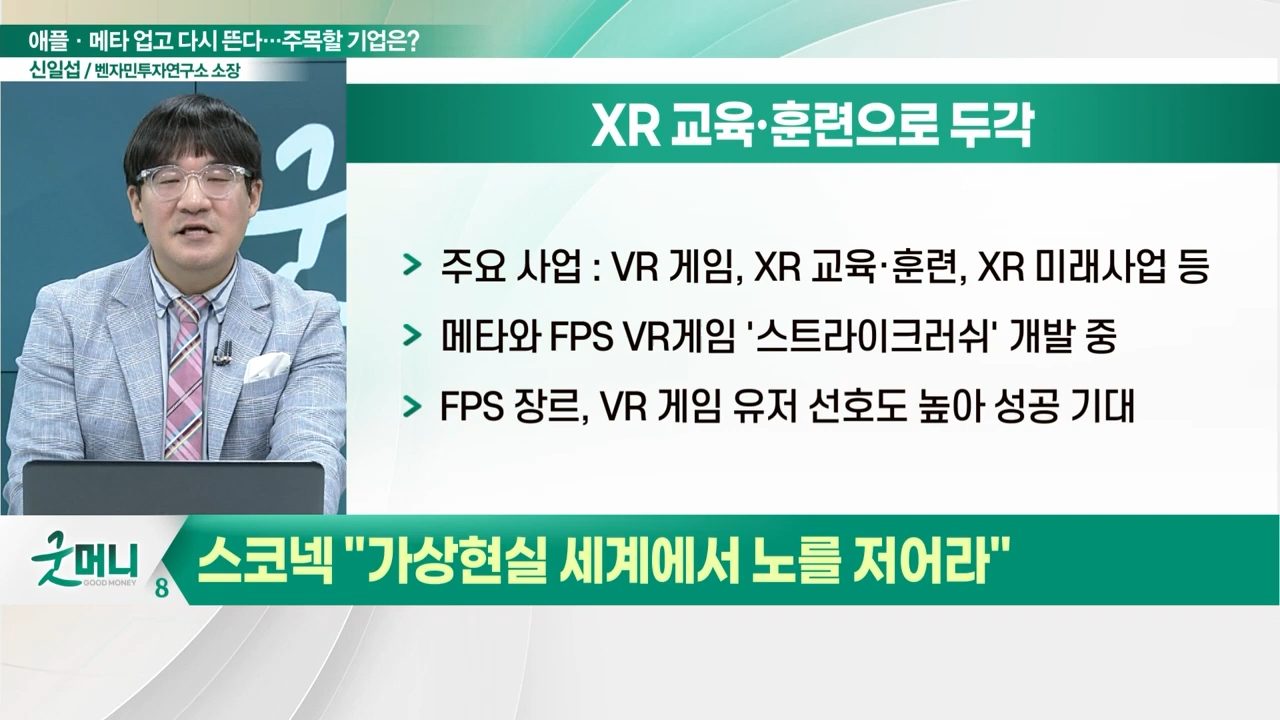 애플 · 메타 업고 다시 뜬다…주목할 기업은?
신일섭 / 벤자민투자연구소 소장
XR 교육·훈련으로 두각
> 주요 사업 : VR 게임, XR 교육·훈련, XR 미래사업 등
> 메타와 FPS VR게임 '스트라이크러쉬' 개발 중
> FPS 장르, VR 게임 유저 선호도 높아 성공 기대
굿머니
GOOD MONEY
8
스코넥 "가상현실 세계에서 노를 저어라"